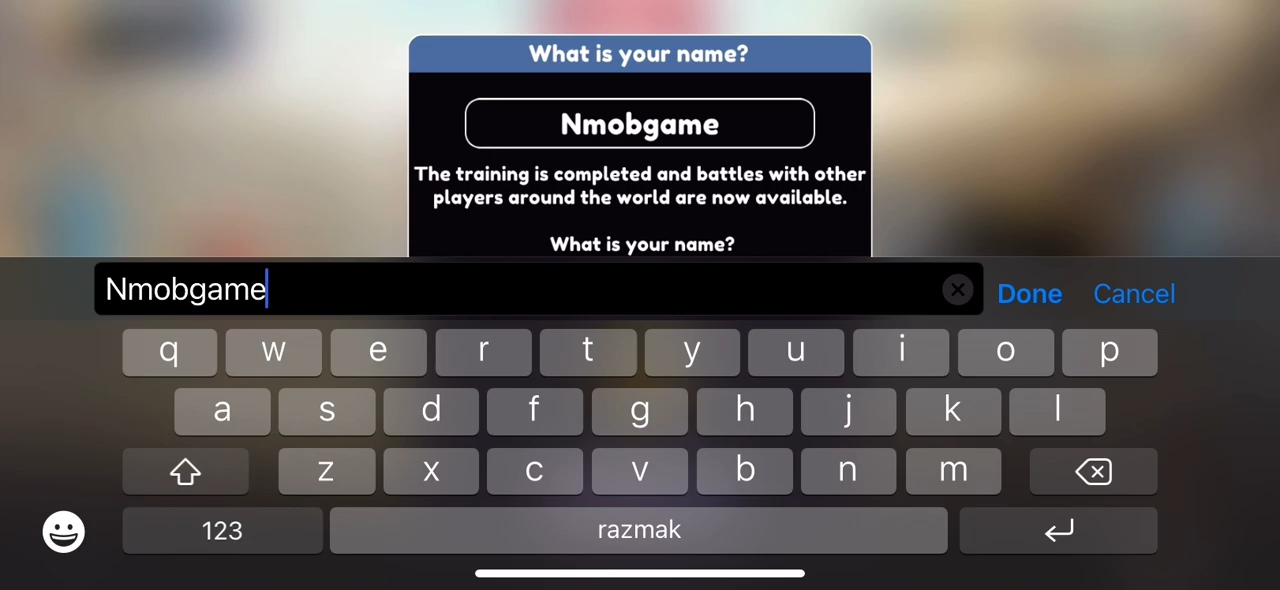 What is your name?
Nmobgame
The training is completed and battles with other
players around the world are now available.
What is your name?
Nmobgame
Done Cancel
q w e r t y u i o p
a s d f g h j k l
z x c v b n m
123 razmak